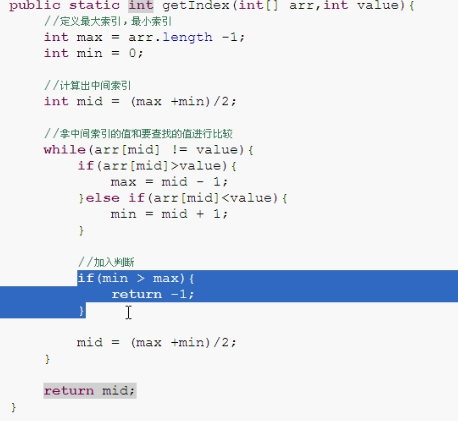 public static int getIndex(int[] arr,int value){
//定义最大索引，最小索引
int max = arr.length -1;
int min = 0;
//计算出中间索引
int mid = (max +min)/2;
//拿中间索引的值和要查找的值进行比较
while(arr[mid] != value){
if(arr[mid]>value){
max = mid - 1;
}else if(arr[mid]<value){
min = mid + 1;
}
//加入判断
if(min > max){
return -1;
}
mid = (max +min)/2;
}
return mid;
}